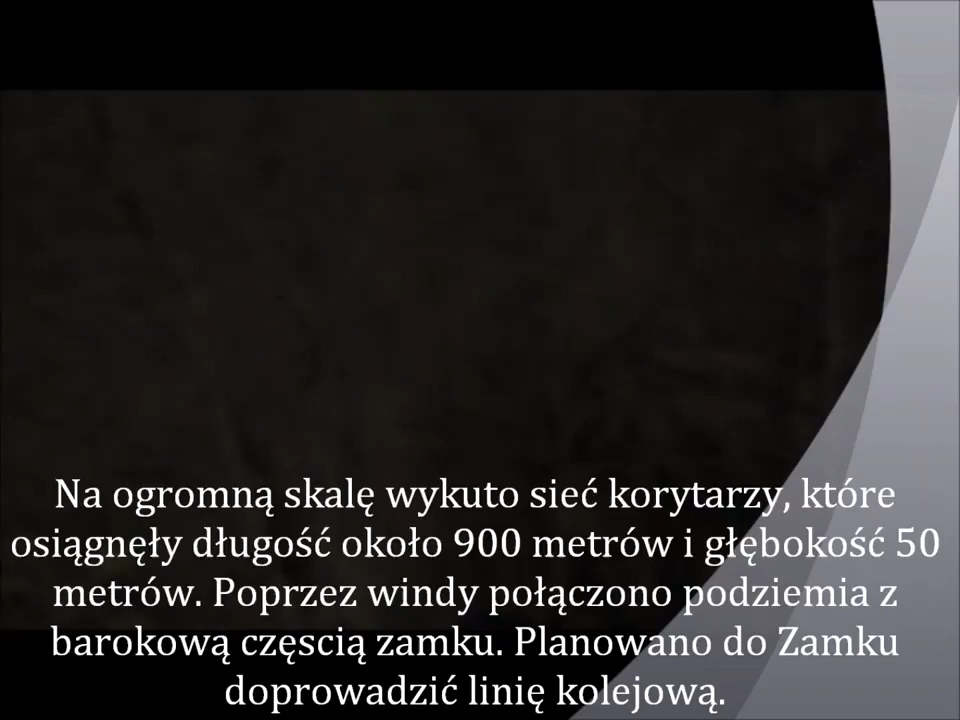 Na ogromną skalę wykuto sieć korytarzy, które
osiągnęły długość około 900 metrów i głębokość 50
metrów. Poprzez windy połączono podziemia z
barokową częscią zamku. Planowano do Zamku
doprowadzić linię kolejową.